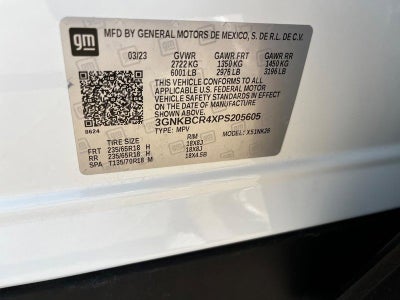 gm
MFD BY GENERAL MOTORS DE MEXICO, S. DE R.L. DE C.V.
03/23 GVWR GAWR FRT GAWR RR
2722 KG 1350 KG 1450 KG
6001 LB 2976 LB 3196 LB
THIS VEHICLE CONFORMS TO ALL
APPLICABLE U.S. FEDERAL MOTOR
VEHICLE SAFETY STANDARDS IN EFFECT
ON THE DATE OF MANUFACTURE
SHOWN ABOVE.
3GNKBCR4XPS205605
8624
TYPE: MPV MODEL: X51NK26
TIRE SIZE RIM
FRT 235/65R18 H 18X8J
RR 235/65R18 H 18X8J
SPA T135/70R18 M 18X4.5B